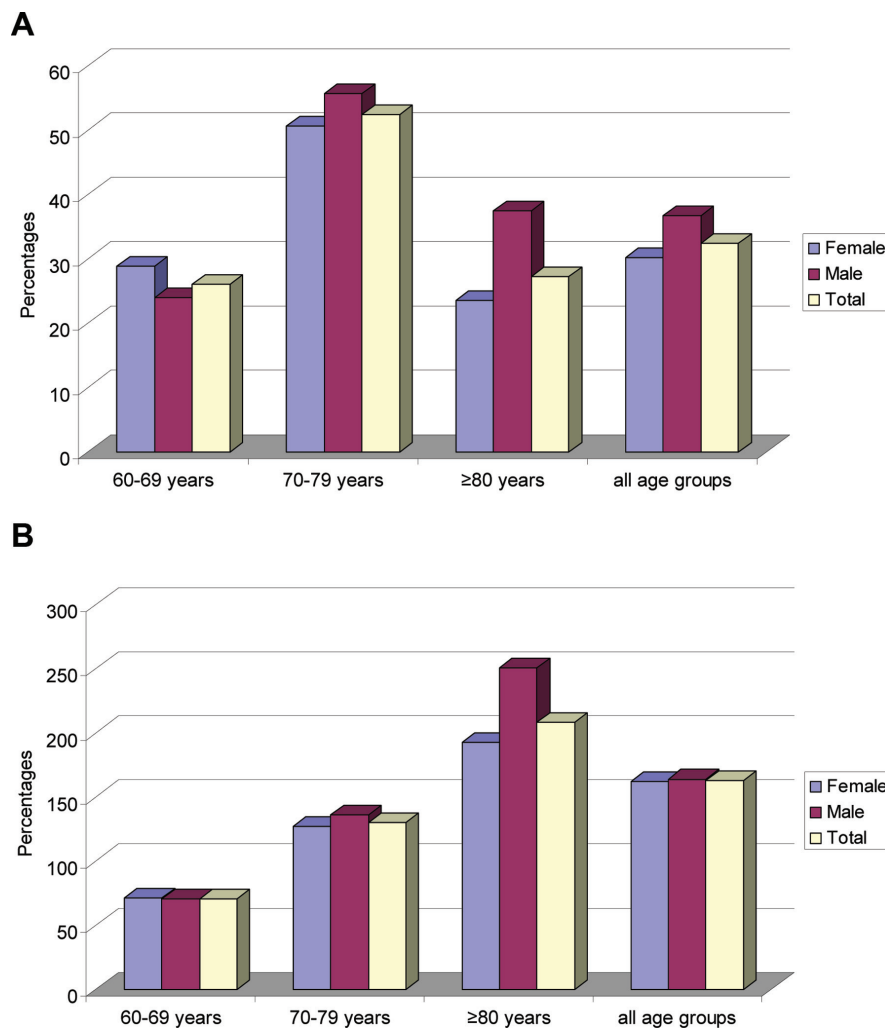 A
60
50
40
30
20
10
0
Percentages
60-69 years
70-79 years
≥80 years
all age groups
Female
Male
Total
B
300
250
200
150
100
50
0
Percentages
60-69 years
70-79 years
≥80 years
all age groups
Female
Male
Total